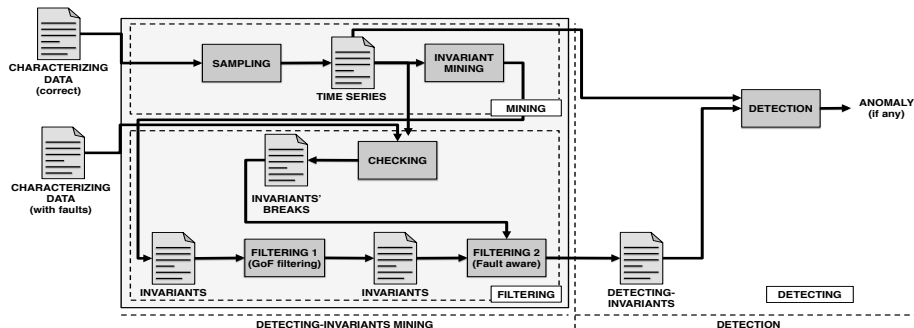 CHARACTERIZING
DATA
(correct)
SAMPLING
TIME SERIES
INVARIANT
MINING
MINING
DETECTION
ANOMALY
(if any)
CHARACTERIZING
DATA
(with faults)
CHECKING
INVARIANTS'
BREAKS
INVARIANTS
FILTERING 1
(GoF filtering)
INVARIANTS
FILTERING 2
(Fault aware)
FILTERING
DETECTING-
INVARIANTS
DETECTING
DETECTING-INVARIANTS MINING
DETECTION